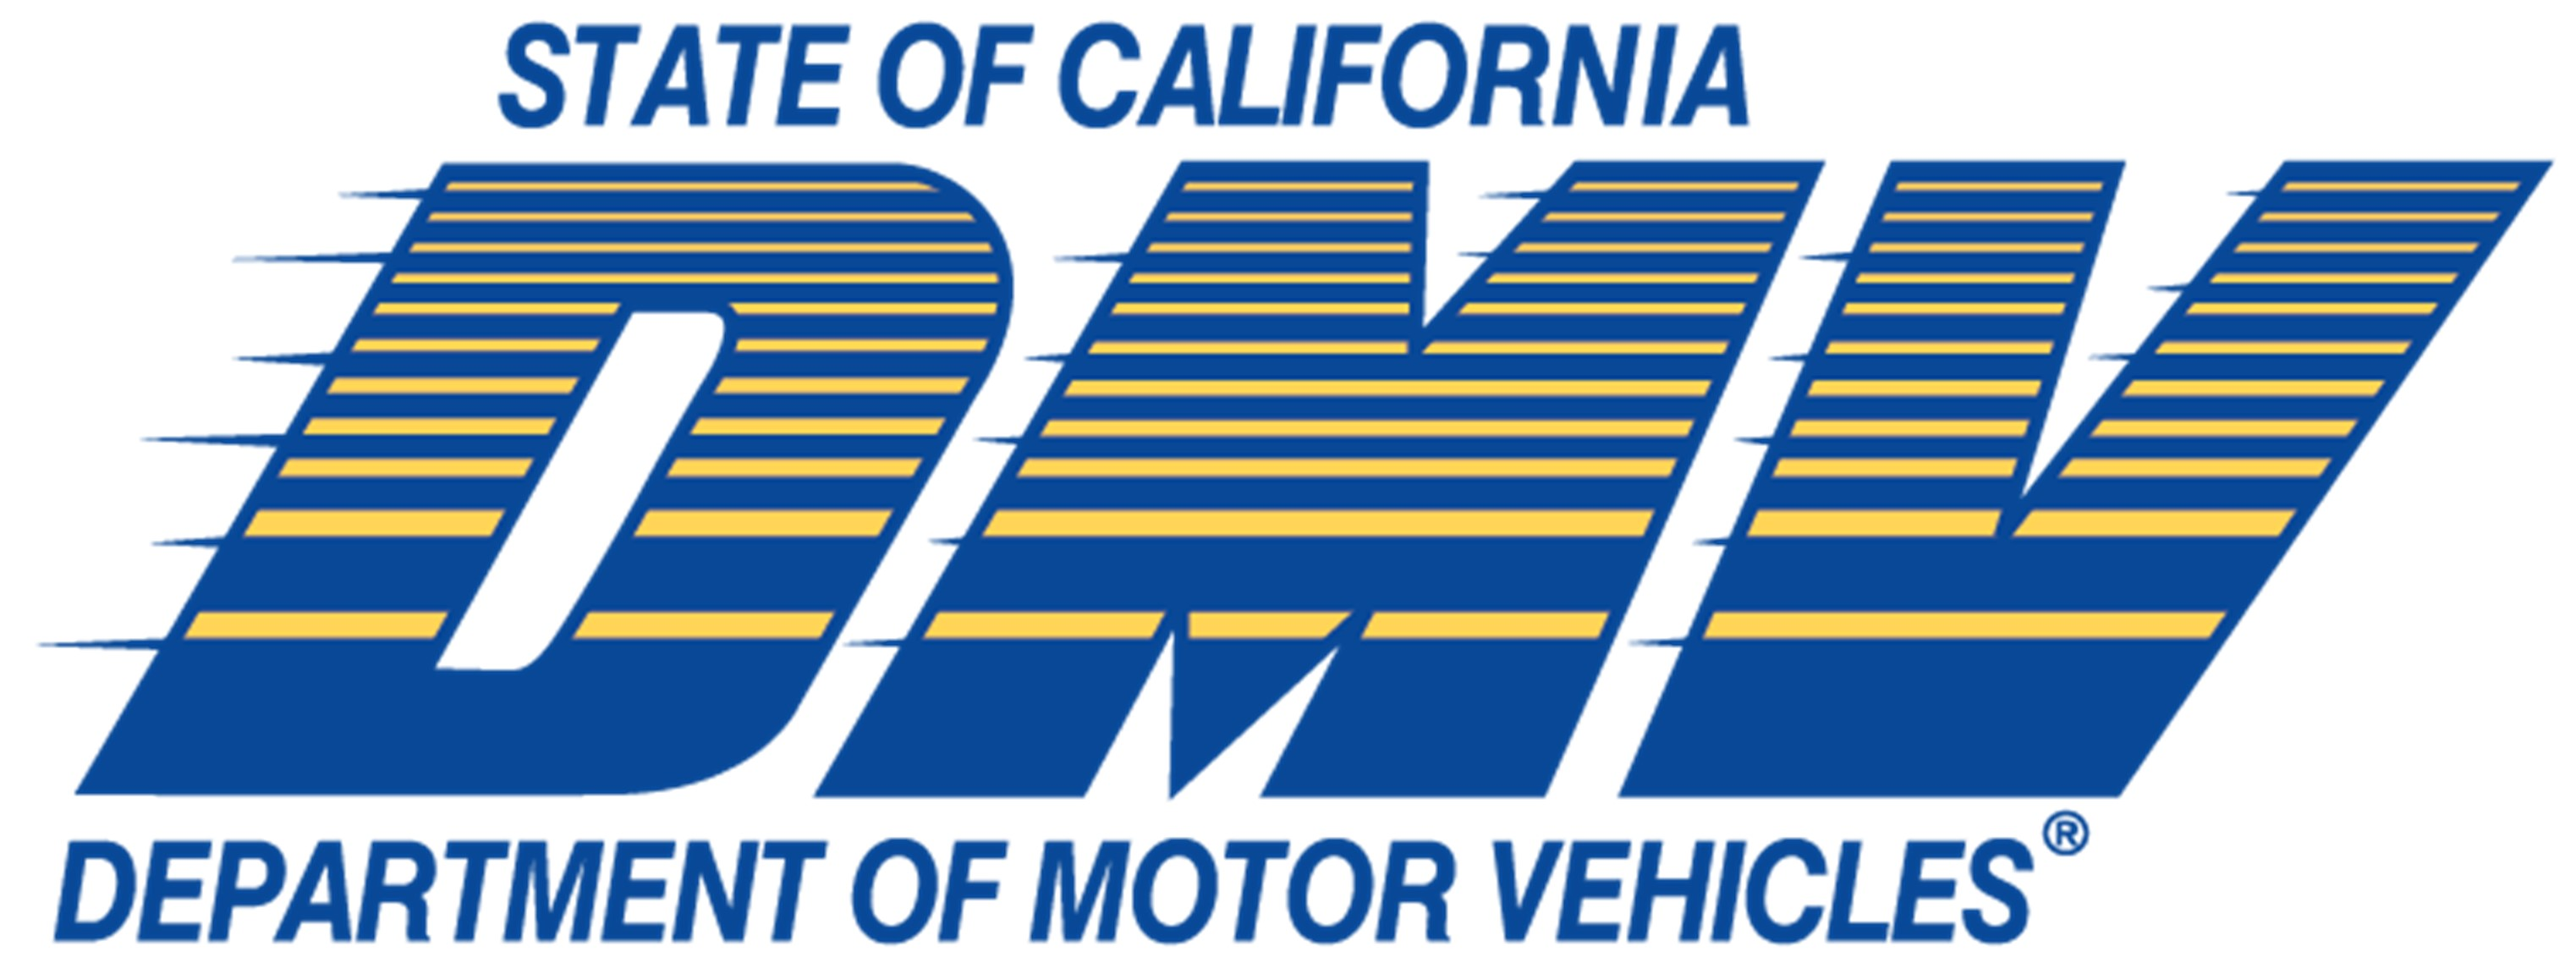 STATE OF CALIFORNIA
DMV
DEPARTMENT OF MOTOR VEHICLES®